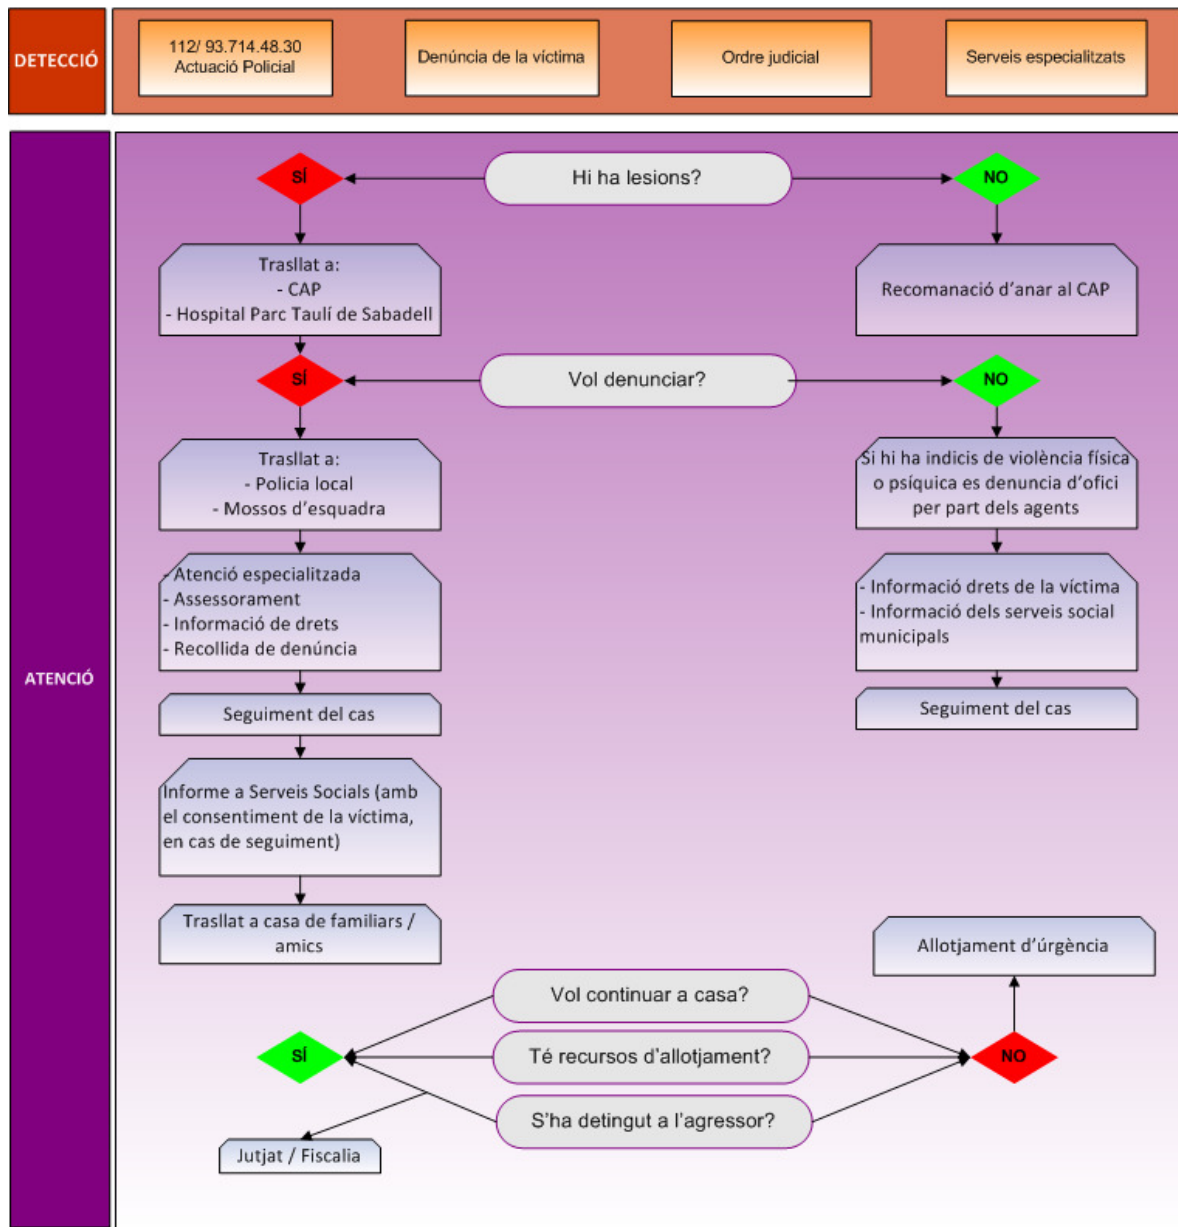 DETECCIÓ
112/ 93.714.48.30
Actuació Policial
Denúncia de la víctima
Ordre judicial
Serveis especialitzats
ATENCIÓ
SÍ
Hi ha lesions?
NO
Trasllat a:
- CAP
- Hospital Parc Taulí de Sabadell
Recomanació d'anar al CAP
SÍ
Vol denunciar?
NO
Trasllat a:
- Policia local
- Mossos d'esquadra
Si hi ha indicis de violència física
o psíquica es denuncia d'ofici
per part dels agents
- Atenció especialitzada
- Assessorament
- Informació de drets
- Recollida de denúncia
- Informació drets de la víctima
- Informació dels serveis social
municipals
Seguiment del cas
Seguiment del cas
Informe a Serveis Socials (amb
el consentiment de la víctima,
en cas de seguiment)
Trasllat a casa de familiars /
amics
Allotjament d'úrgència
Vol continuar a casa?
SÍ
Té recursos d'allotjament?
NO
S'ha detingut a l'agressor?
Jutjat / Fiscalia